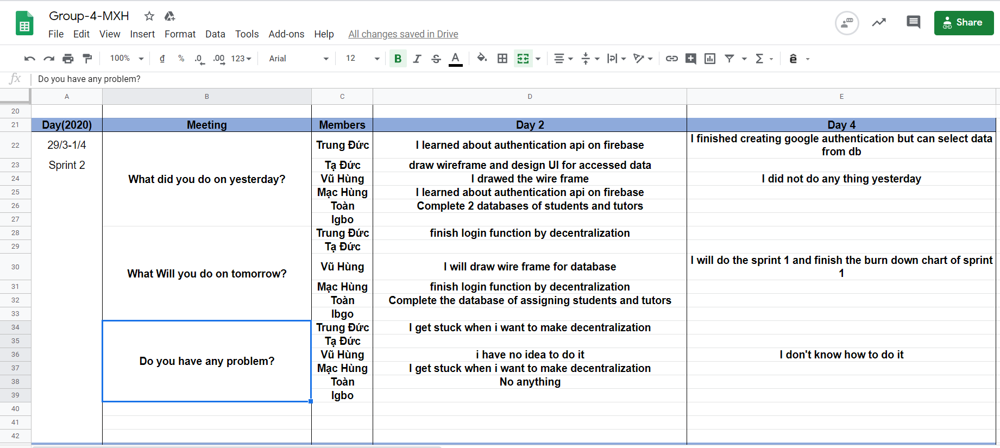 Group-4-MXH
Share
File Edit View Insert Format Data Tools Add-ons Help All changes saved in Drive
100% ₫ % .0 .00 123 Arial 12 B I S A Σ ê
fx Do you have any problem?
A B C D E
20
21 Day(2020) Meeting Members Day 2 Day 4
22 29/3-1/4 Trung Đức I learned about authentication api on firebase I finished creating google authentication but can select data
from db
23 Sprint 2 Tạ Đức draw wireframe and design UI for accessed data
24 What did you do on yesterday? Vũ Hùng I drawed the wire frame I did not do any thing yesterday
25 Mạc Hùng I learned about authentication api on firebase
26 Toàn Complete 2 databases of students and tutors
27 Igbo
28 Trung Đức finish login function by decentralization
29 Tạ Đức
30 What Will you do on tomorrow? Vũ Hùng I will draw wire frame for database I will do the sprint 1 and finish the burn down chart of sprint
1
31 Mạc Hùng finish login function by decentralization
32 Toàn Complete the database of assigning students and tutors
33 Ibgo
34 Trung Đức I get stuck when i want to make decentralization
35 Tạ Đức
36 Do you have any problem? Vũ Hùng i have no idea to do it I don't know how to do it
37 Mạc Hùng I get stuck when i want to make decentralization
38 Toàn No anything
39 Igbo
40
41
42